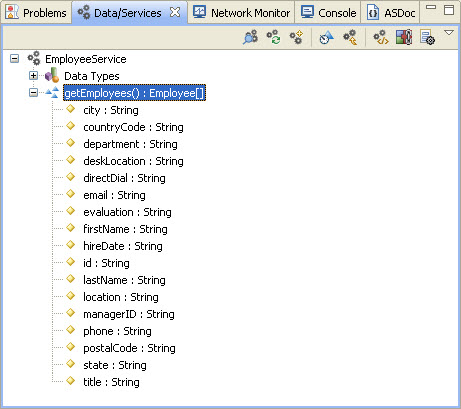 Problems Data/Services Network Monitor Console ASDoc
EmployeeService
Data Types
getEmployees() : Employee[]
city : String
countryCode : String
department : String
deskLocation : String
directDial : String
email : String
evaluation : String
firstName : String
hireDate : String
id : String
lastName : String
location : String
managerID : String
phone : String
postalCode : String
state : String
title : String